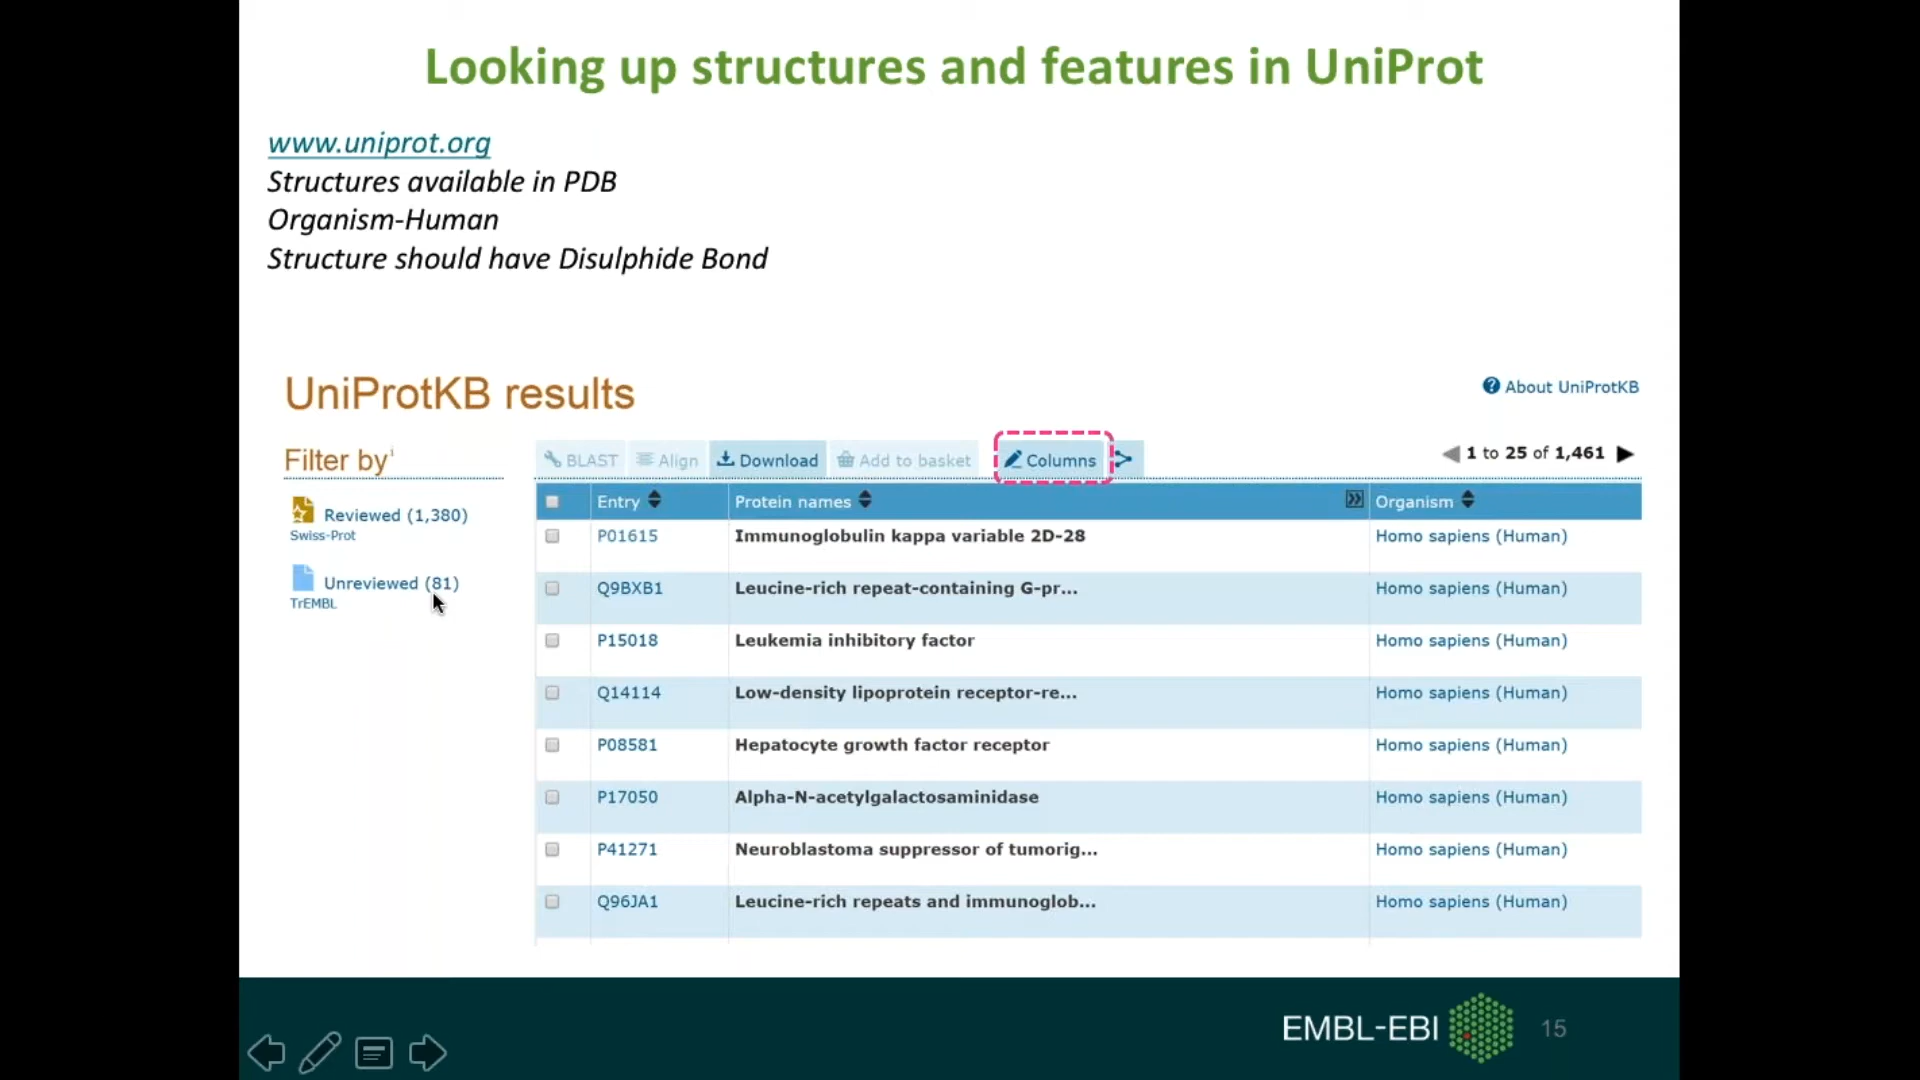 Looking up structures and features in UniProt
www.uniprot.org
Structures available in PDB
Organism-Human
Structure should have Disulphide Bond
UniProtKB results
About UniProtKB
Filter by i
BLAST Align Download Add to basket Columns
1 to 25 of 1,461
Reviewed (1,380)
Swiss-Prot
Unreviewed (81)
TrEMBL
Entry Protein names Organism
P01615 Immunoglobulin kappa variable 2D-28 Homo sapiens (Human)
Q9BXB1 Leucine-rich repeat-containing G-pr... Homo sapiens (Human)
P15018 Leukemia inhibitory factor Homo sapiens (Human)
Q14114 Low-density lipoprotein receptor-re... Homo sapiens (Human)
P08581 Hepatocyte growth factor receptor Homo sapiens (Human)
P17050 Alpha-N-acetylgalactosaminidase Homo sapiens (Human)
P41271 Neuroblastoma suppressor of tumorig... Homo sapiens (Human)
Q96JA1 Leucine-rich repeats and immunoglob... Homo sapiens (Human)
EMBL-EBI 15